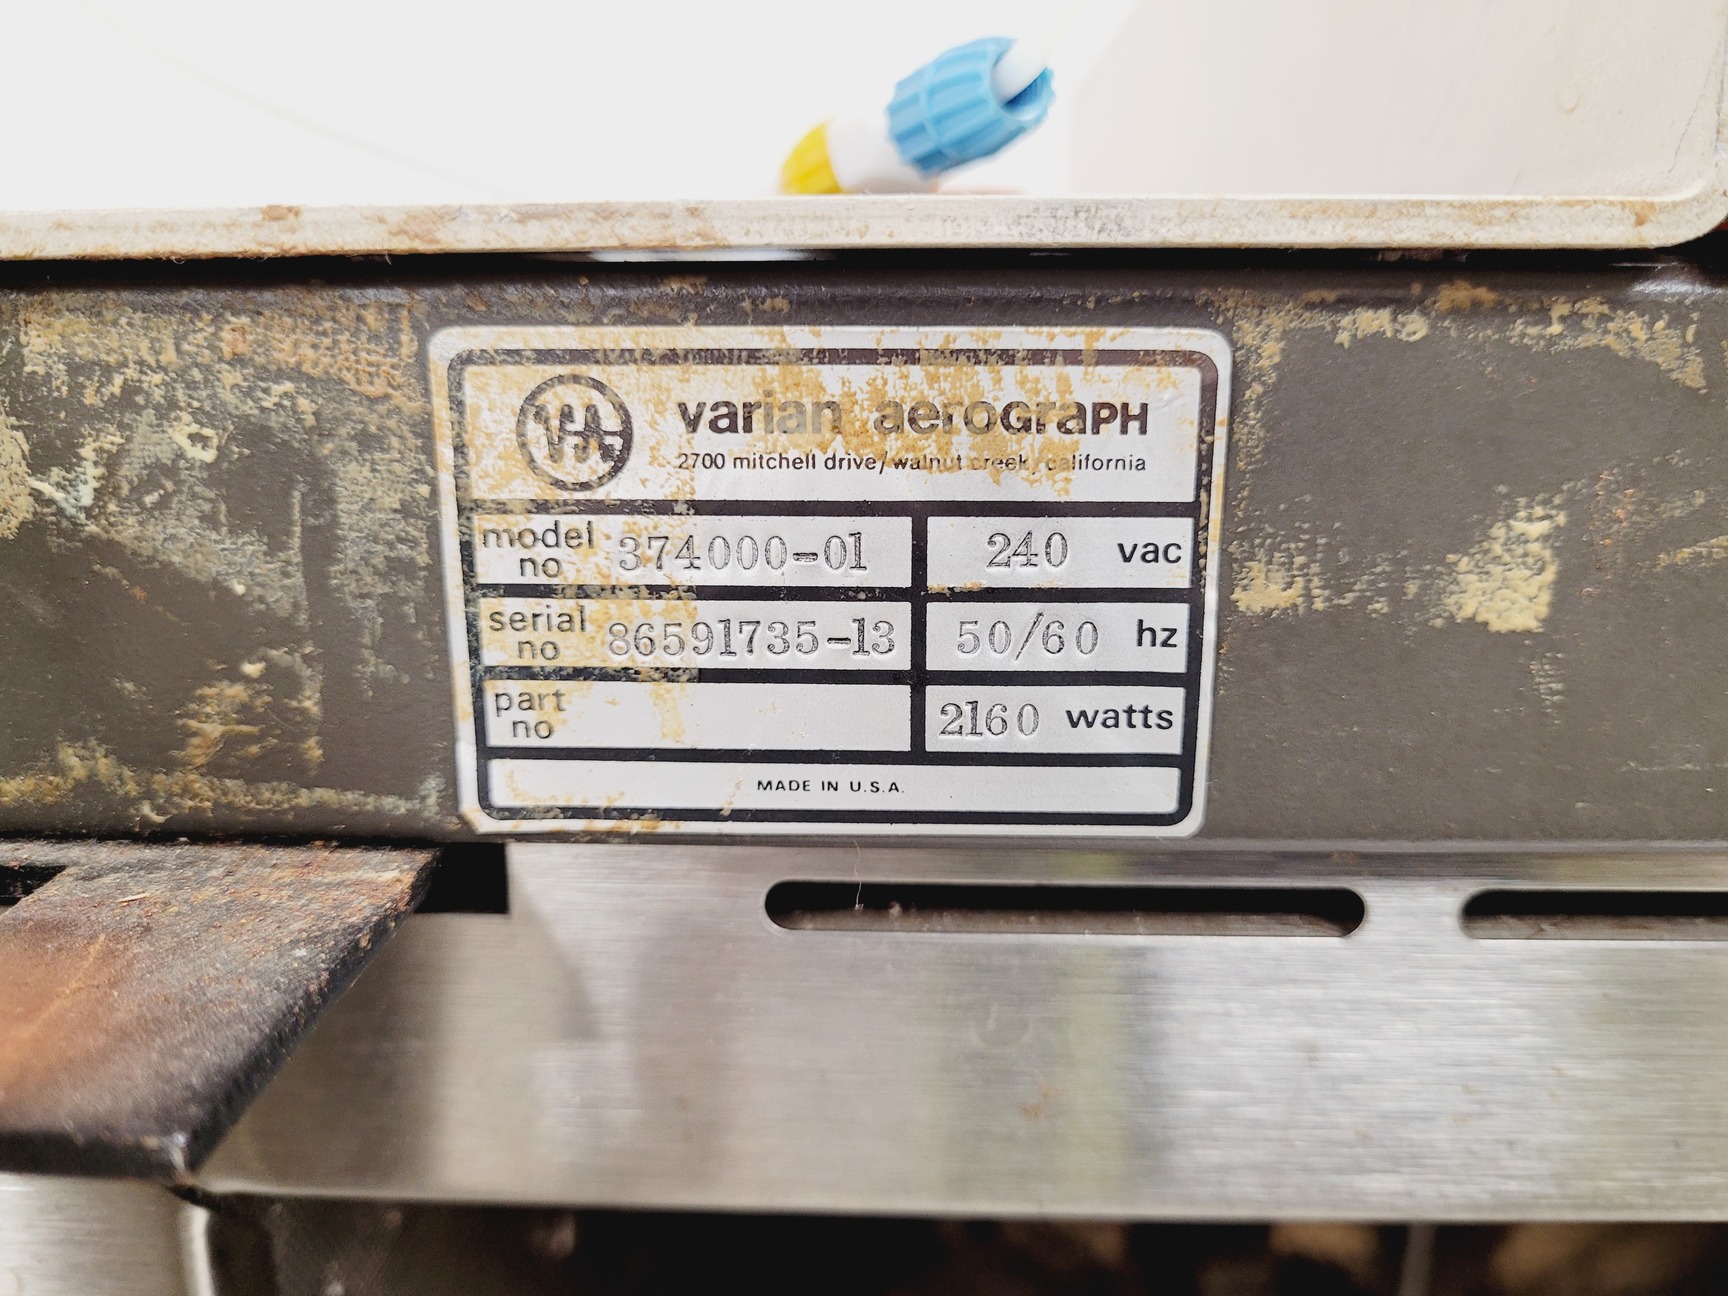 VA
varian aerograPH
2700 mitchell drive/walnut creek/california
model no 374000-01
240 vac
serial no 86591735-13
50/60 hz
part no
2160 watts
MADE IN U.S.A.